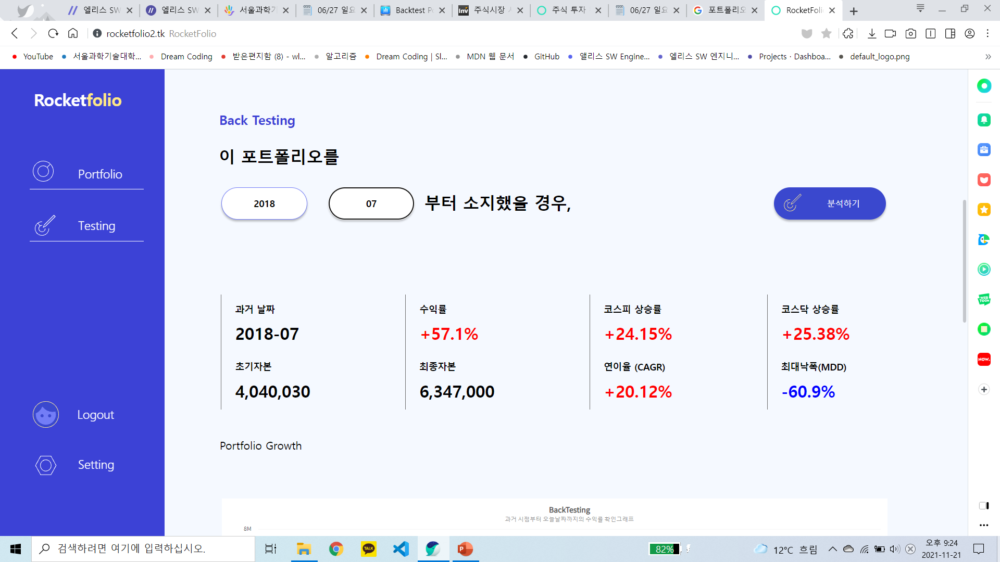 엘리스 SW
엘리스 SW
서울과학기
06/27 일요
Backtest Po
주식시장
주식 투자
06/27 일요
포트폴리오
RocketFoli
rocketfolio2.tk RocketFolio
YouTube
서울과학기술대학...
Dream Coding
받은편지함 (8) - wl...
알고리즘
Dream Coding | Sl...
MDN 웹 문서
GitHub
앨리스 SW Engine...
엘리스 SW 엔지니...
Projects · Dashboa...
default_logo.png
Rocketfolio
Portfolio
Testing
Logout
Setting
Back Testing
이 포트폴리오를
2018 07 부터 소지했을 경우,
분석하기
과거 날짜 수익률 코스피 상승률 코스닥 상승률
2018-07 +57.1% +24.15% +25.38%
초기자본 최종자본 연이율 (CAGR) 최대낙폭(MDD)
4,040,030 6,347,000 +20.12% -60.9%
Portfolio Growth
BackTesting
과거 시점부터 오늘날짜까지의 수익률 확인그래프
8M
WEB TOON
NOW.
검색하려면 여기에 입력하십시오.
TALK
82%
12°C 흐림
오후 9:24
2021-11-21